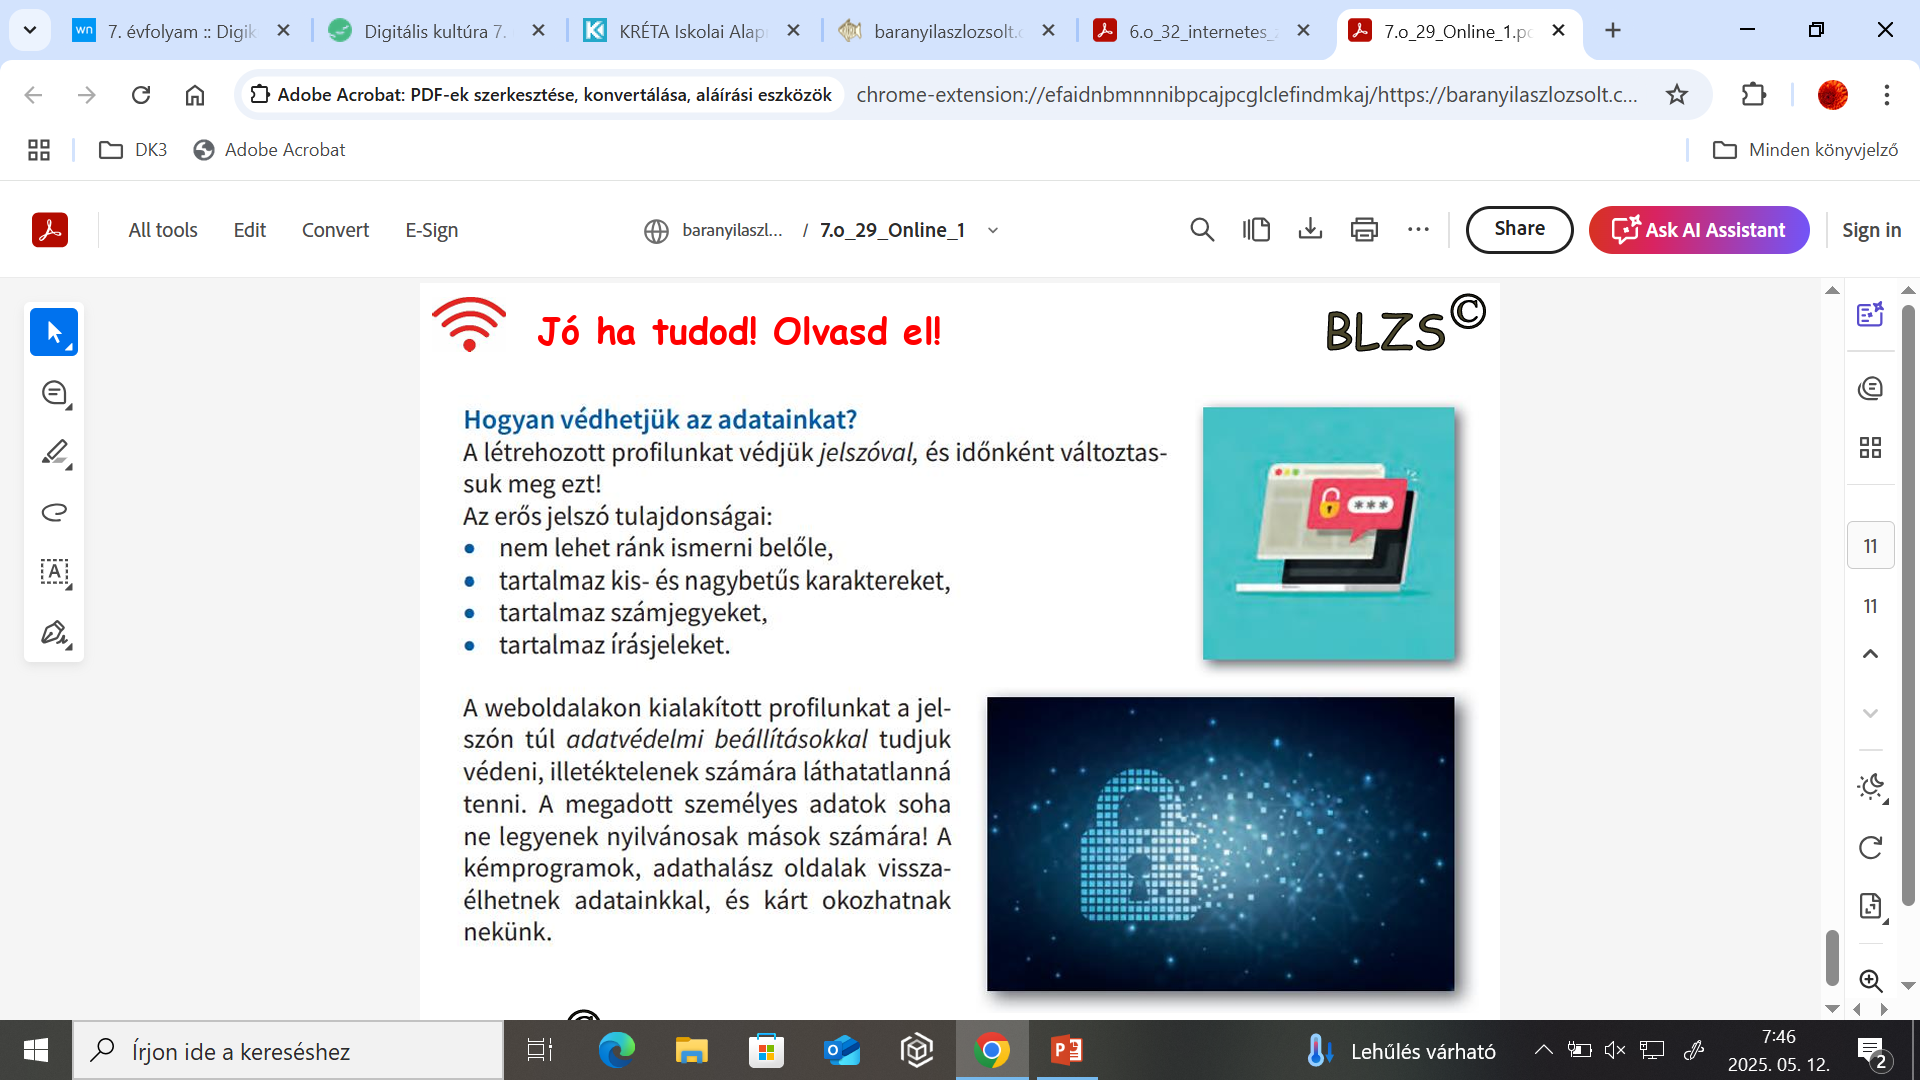 7. évfolyam :: Digik
Digitális kultúra 7.
KRÉTA Iskolai Alap
baranyilaszlozsolt.c
6.o_32_internetes_
7.o_29_Online_1.pc
Adobe Acrobat: PDF-ek szerkesztése, konvertálása, aláírási eszközök
chrome-extension://efaidnbmnnnibpcajpcglclefindmkaj/https://baranyilaszlozsolt.c...
DK3
Adobe Acrobat
Minden könyvjelző
All tools
Edit
Convert
E-Sign
baranyilaszl... / 7.o_29_Online_1
Share
Ask AI Assistant
Sign in
Jó ha tudod! Olvasd el!
BLZS©
Hogyan védhetjük az adatainkat?
A létrehozott profilunkat védjük jelszóval, és időnként változtas-
suk meg ezt!
Az erős jelszó tulajdonságai:
• nem lehet ránk ismerni belőle,
• tartalmaz kis- és nagybetűs karaktereket,
• tartalmaz számjegyeket,
• tartalmaz írásjeleket.
***
A weboldalakon kialakított profilunkat a jel-
szón túl adatvédelmi beállításokkal tudjuk
védeni, illetéktelenek számára láthatatlanná
tenni. A megadott személyes adatok soha
ne legyenek nyilvánosak mások számára! A
kémprogramok, adathalász oldalak vissza-
élhetnek adatainkkal, és kárt okozhatnak
nekünk.
11
11
Írjon ide a kereséshez
Lehűlés várható
7:46
2025. 05. 12.
2